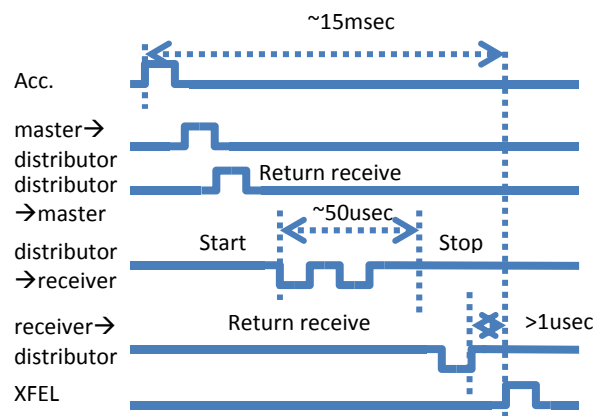 ~15msec
Acc.
master→
distributor
distributor Return receive
→master
~50usec
Start Stop
distributor
→receiver
receiver→ Return receive >1usec
distributor
XFEL